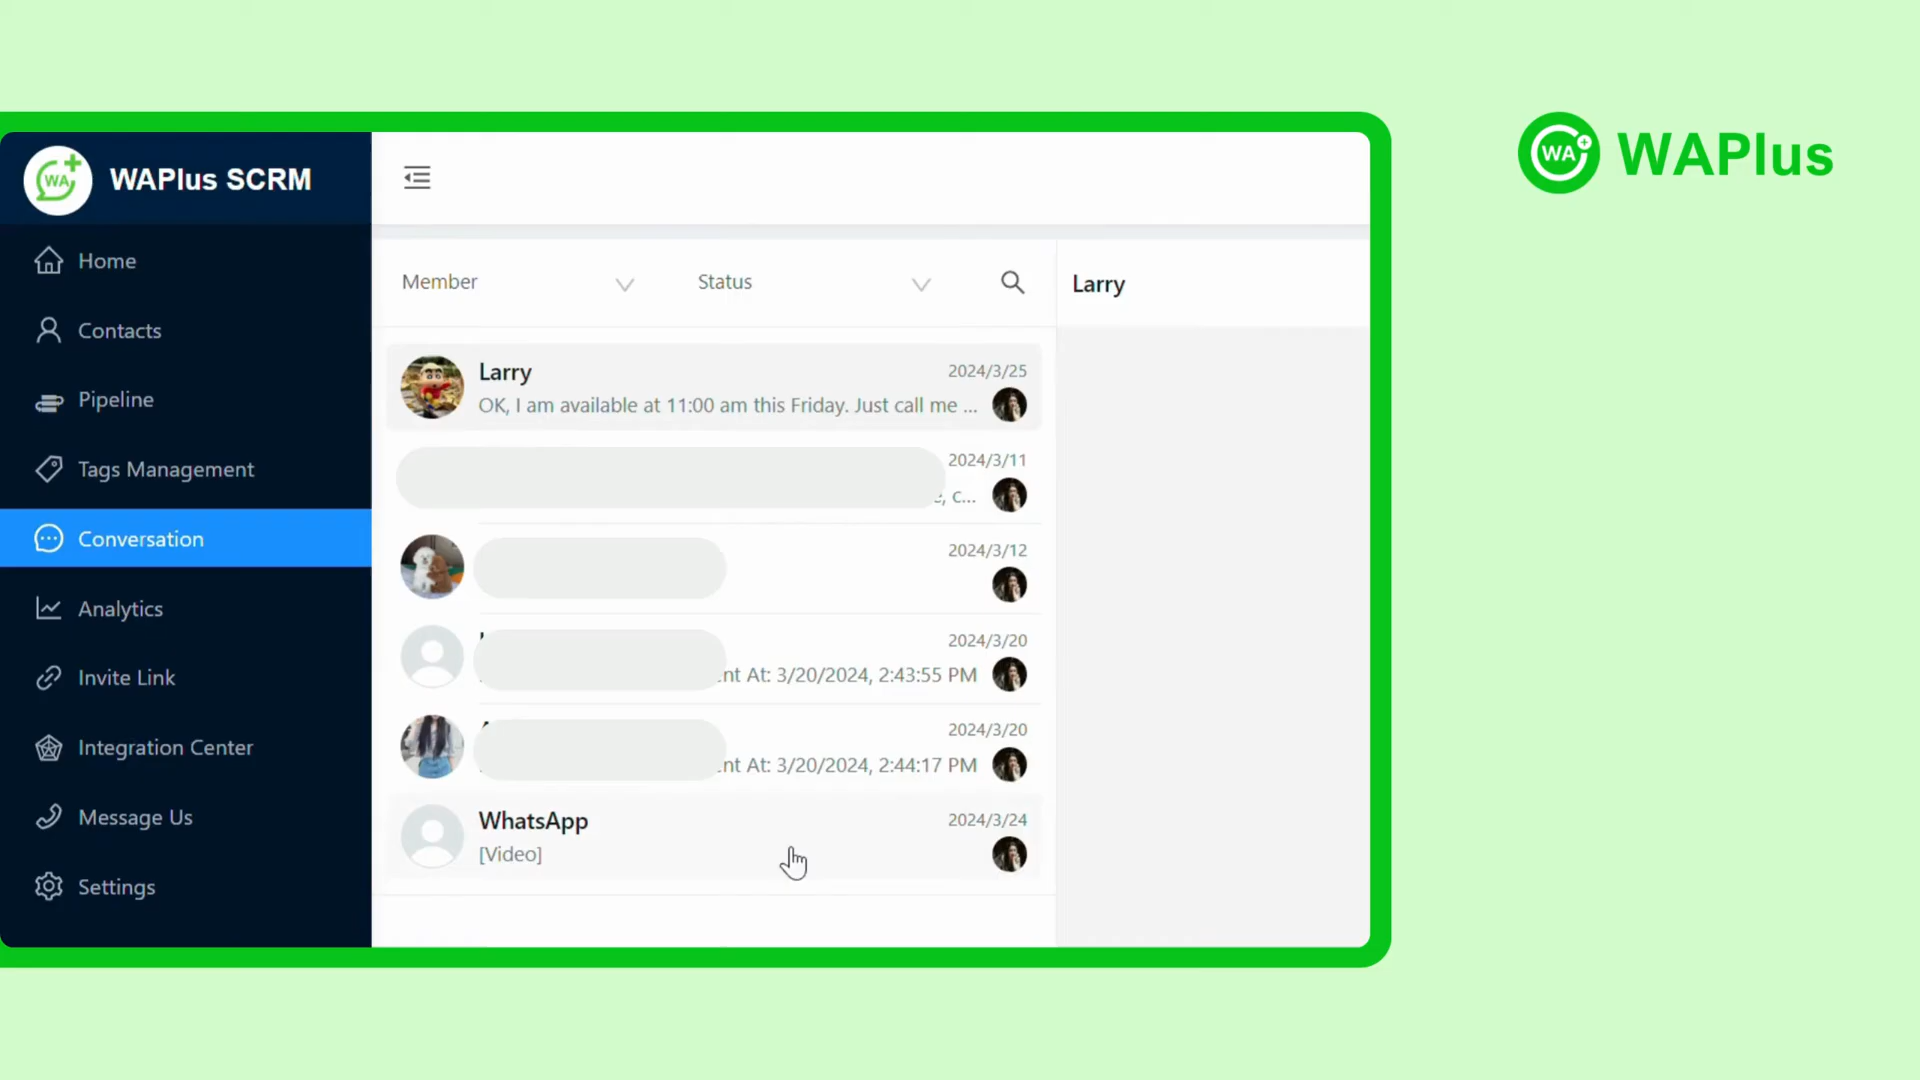 WA
WAPlus SCRM
Home
Contacts
Pipeline
Tags Management
Conversation
Analytics
Invite Link
Integration Center
Message Us
Settings
Member
Status
Larry
2024/3/25
OK, I am available at 11:00 am this Friday. Just call me ...
2024/3/11
, c...
2024/3/12
2024/3/20
nt At: 3/20/2024, 2:43:55 PM
2024/3/20
nt At: 3/20/2024, 2:44:17 PM
WhatsApp
2024/3/24
[Video]
Larry
WA
WAPlus